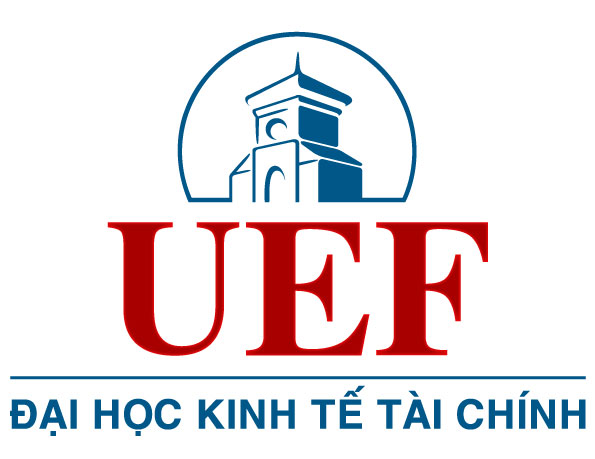 UEF
ĐẠI HỌC KINH TẾ TÀI CHÍNH